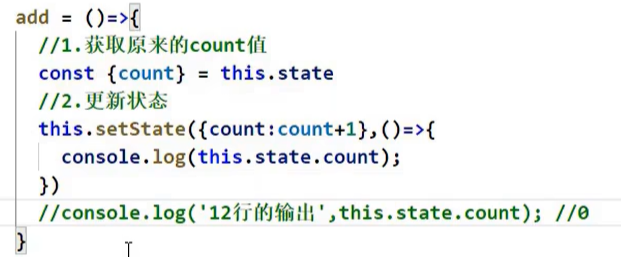 add = ()=>{
//1.获取原来的count值
const {count} = this.state
//2.更新状态
this.setState({count:count+1},()=>{
console.log(this.state.count);
})
//console.log('12行的输出',this.state.count); //0
}